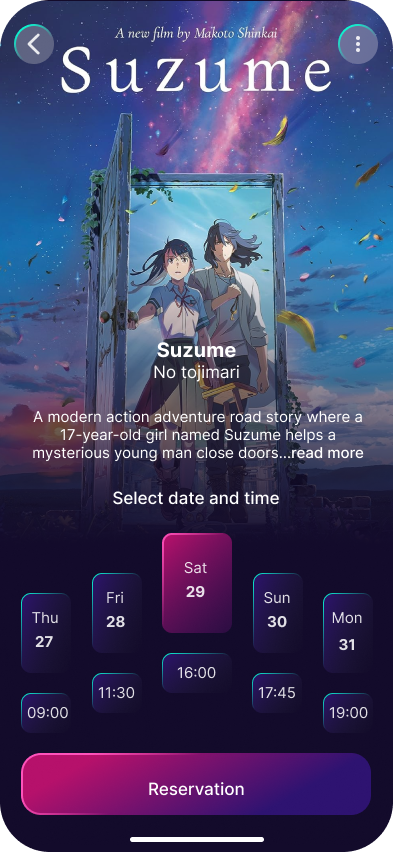 A new film by Makoto Shinkai
Suzume
Suzume
No tojimari
A modern action adventure road story where a
17-year-old girl named Suzume helps a
mysterious young man close doors...read more
Select date and time
Thu
27
Fri
28
Sat
29
Sun
30
Mon
31
09:00
11:30
16:00
17:45
19:00
Reservation